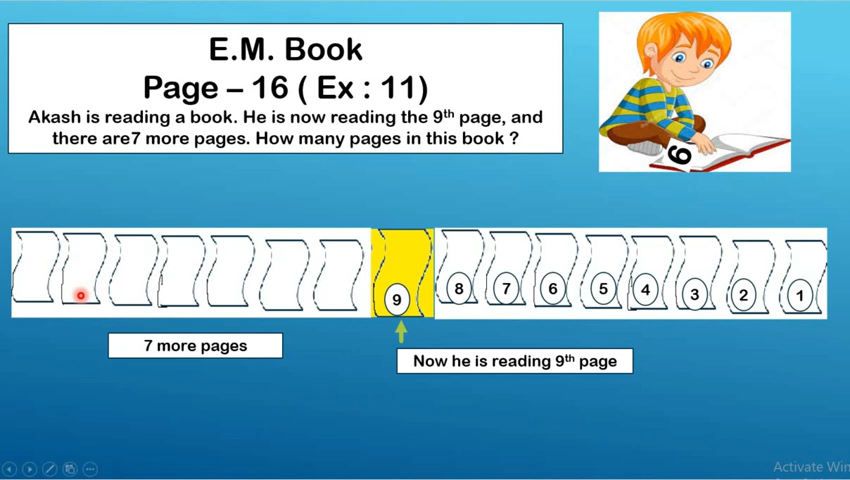 E.M. Book
Page – 16 ( Ex : 11)
Akash is reading a book. He is now reading the 9th page, and
there are7 more pages. How many pages in this book ?
9
9
8
7
6
5
4
3
2
1
7 more pages
Now he is reading 9th page
Activate Win